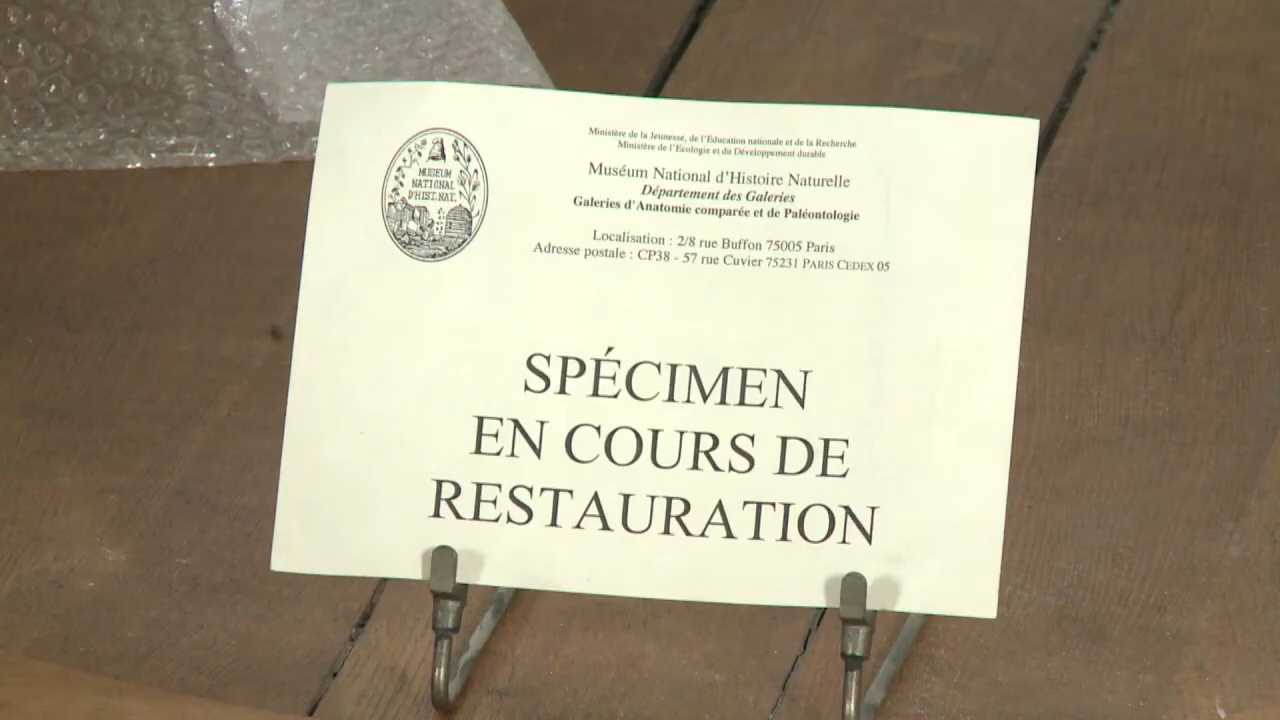 MUSEUM
NATIONAL
D'HIST. NAT.
Ministère de la Jeunesse, de l'Education nationale et de la Recherche
Ministère de l'Ecologie et du Développement durable
Muséum National d'Histoire Naturelle
Département des Galeries
Galeries d'Anatomie comparée et de Paléontologie
Localisation : 2/8 rue Buffon 75005 Paris
Adresse postale : CP38 - 57 rue Cuvier 75231 PARIS CEDEX 05
SPÉCIMEN
EN COURS DE
RESTAURATION